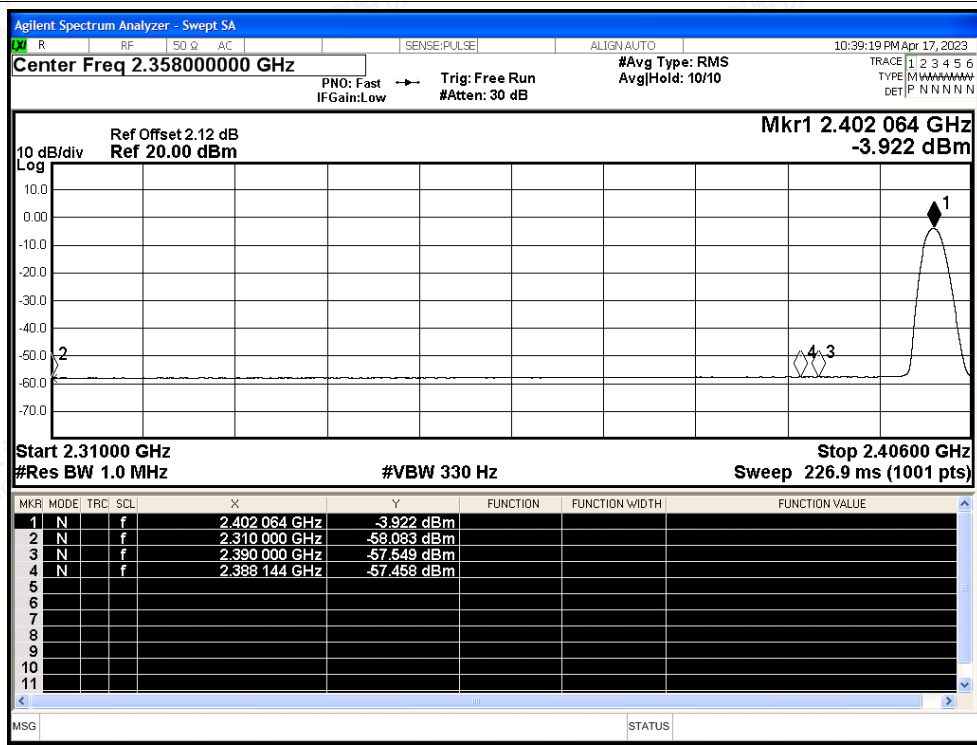 Agilent Spectrum Analyzer - Swept SA
LXI R RF 50 Ω AC SENSE:PULSE ALIGN AUTO 10:39:19 PM Apr 17, 2023
Center Freq 2.358000000 GHz
PNO: Fast
IFGain:Low
Trig: Free Run
#Atten: 30 dB
#Avg Type: RMS
Avg|Hold: 10/10
TRACE 1 2 3 4 5 6
TYPE M
DET P N N N N N
Mkr1 2.402 064 GHz
-3.922 dBm
Ref Offset 2.12 dB
10 dB/div Ref 20.00 dBm
Log
10.0
0.00
-10.0
-20.0
-30.0
-40.0
-50.0
-60.0
-70.0
1
2
4 3
Start 2.31000 GHz Stop 2.40600 GHz
#Res BW 1.0 MHz #VBW 330 Hz Sweep 226.9 ms (1001 pts)
MKR MODE TRC SCL X Y FUNCTION FUNCTION WIDTH FUNCTION VALUE
1 N f 2.402 064 GHz -3.922 dBm
2 N f 2.310 000 GHz -58.083 dBm
3 N f 2.390 000 GHz -57.549 dBm
4 N f 2.388 144 GHz -57.458 dBm
5
6
7
8
9
10
11
MSG STATUS